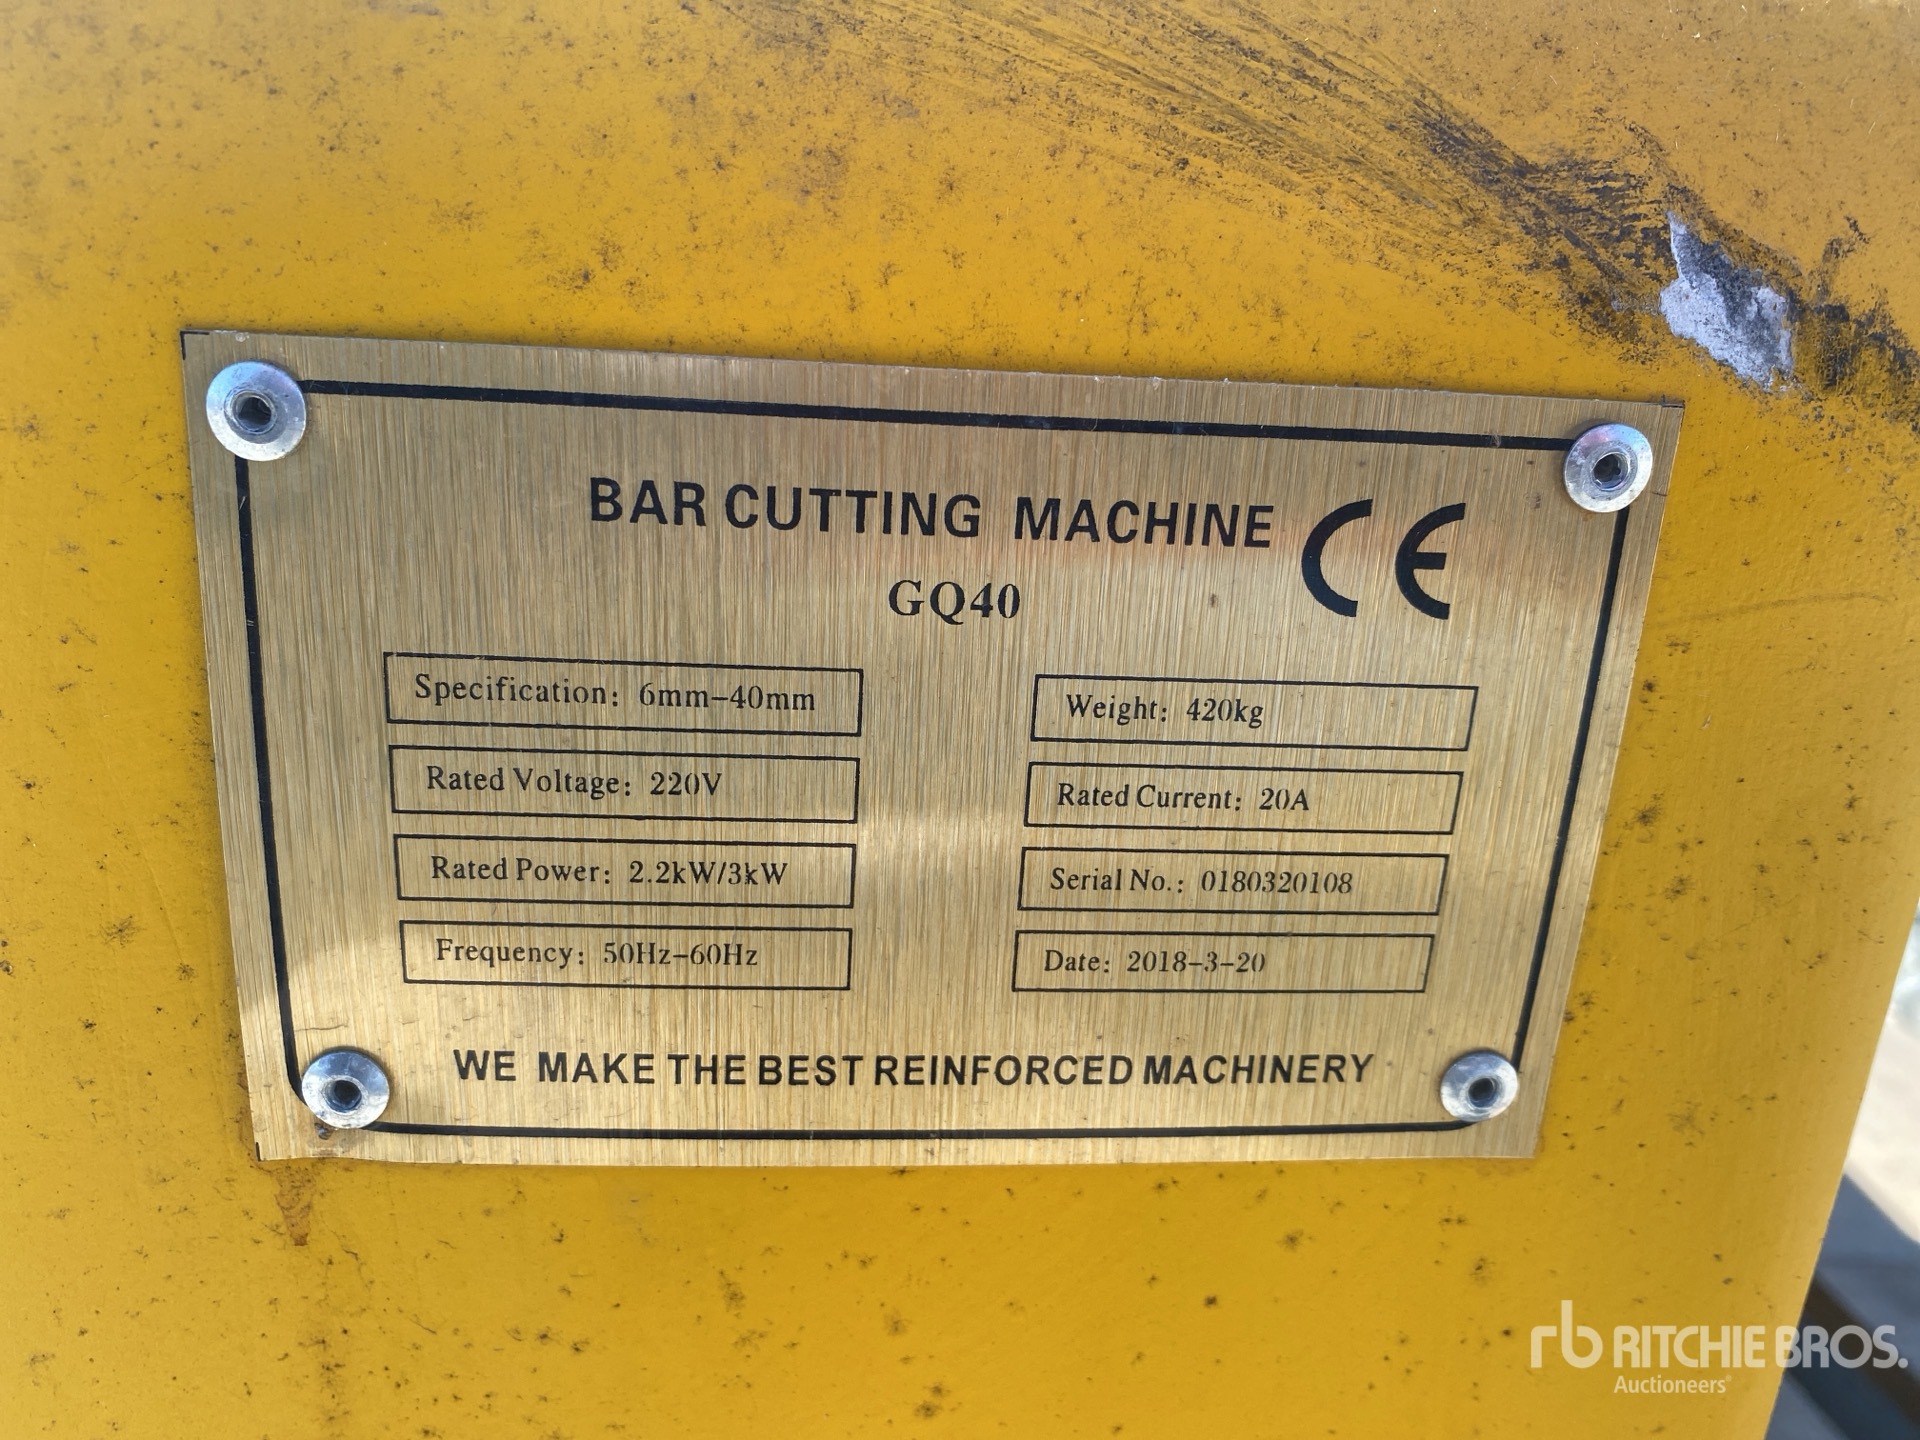 BAR CUTTING MACHINE CE
GQ40
Specification: 6mm-40mm
Weight: 420kg
Rated Voltage: 220V
Rated Current: 20A
Rated Power: 2.2kW/3kW
Serial No.: 0180320108
Frequency: 50Hz-60Hz
Date: 2018-3-20
WE MAKE THE BEST REINFORCED MACHINERY
rb RITCHIE BROS.
Auctioneers